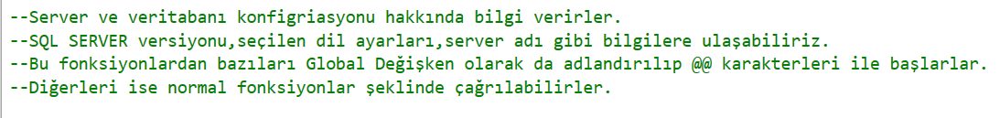 --Server ve veritabanı konfigriasyonu hakkında bilgi verirler.
--SQL SERVER versiyonu,seçilen dil ayarları,server adı gibi bilgilere ulaşabiliriz.
--Bu fonksiyonlardan bazıları Global Değişken olarak da adlandırılıp @@ karakterleri ile başlarlar.
--Diğerleri ise normal fonksiyonlar şeklinde çağrılabilirler.